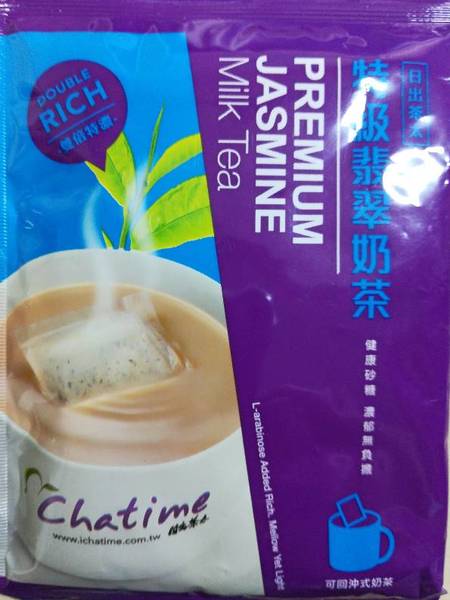 DOUBLE
RICH
雙倍特濃
PREMIUM
JASMINE
Milk Tea
日出茶太
特級翡翠奶茶
健康砂糖 濃郁無負擔
L-arabinose Added Rich, Mellow Yet Light
Chatime
日出茶太
www.ichatime.com.tw
可回沖式奶茶